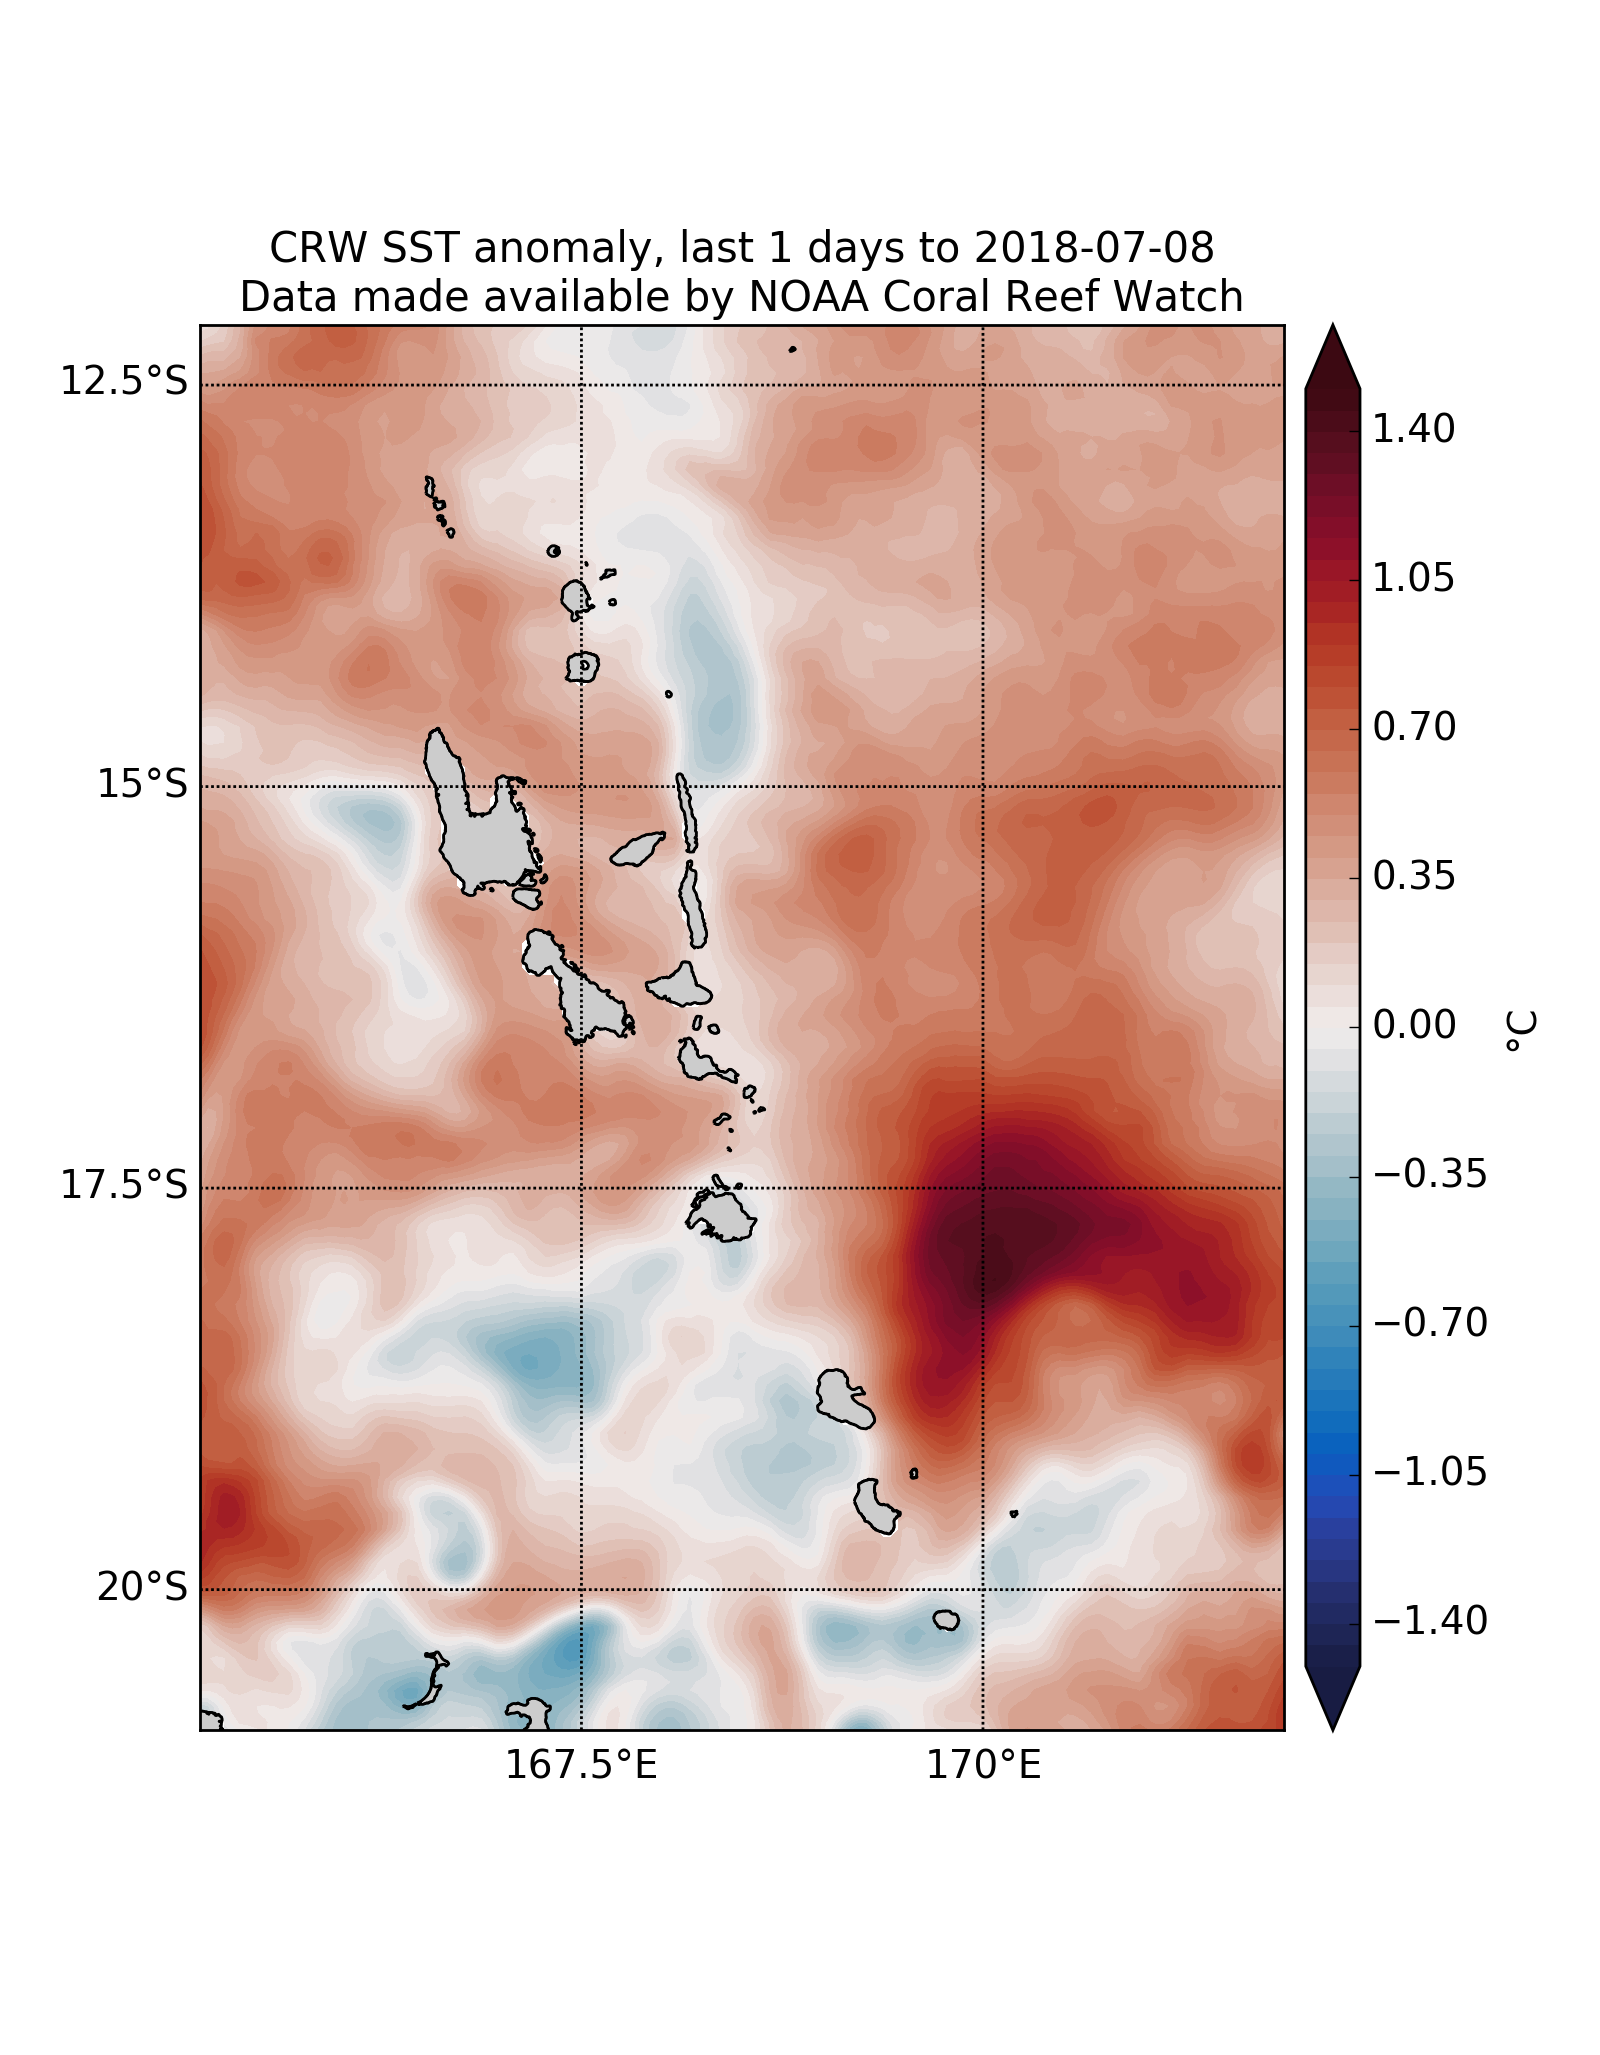 CRW SST anomaly, last 1 days to 2018-07-08
Data made available by NOAA Coral Reef Watch
12.5°S
15°S
17.5°S
20°S
167.5°E
170°E
1.40
1.05
0.70
0.35
0.00
−0.35
−0.70
−1.05
−1.40
°C